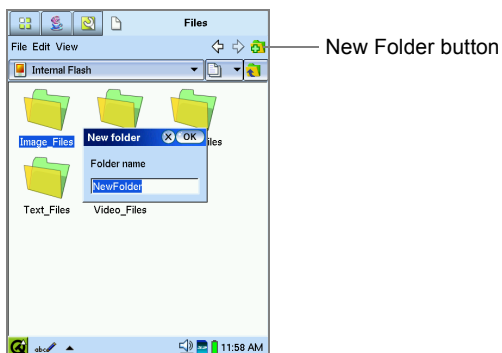 Files
File Edit View
New Folder button
Internal Flash
Image_Files
iles
New folder
OK
Folder name
NewFolder
Text_Files
Video_Files
abc
11:58 AM